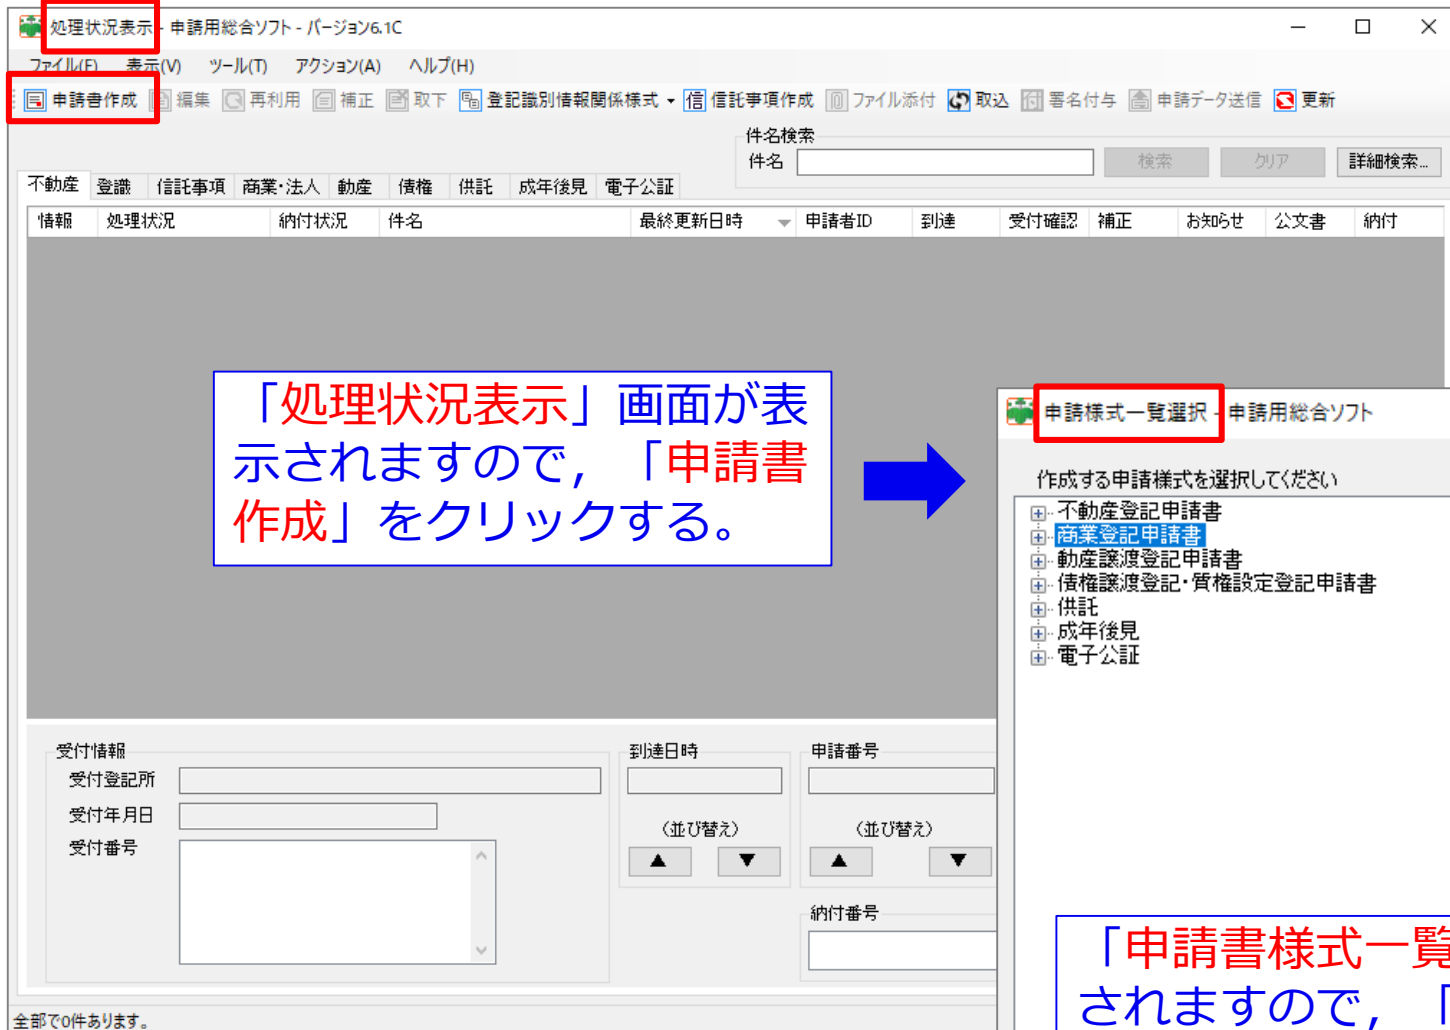 処理状況表示 - 申請用総合ソフト - バージョン6.1C
ファイル(F) 表示(V) ツール(T) アクション(A) ヘルプ(H)
申請書作成 編集 再利用 補正 取下 登記識別情報関係様式 信 信託事項作成 ファイル添付 取込 署名付与 申請データ送信 更新
件名検索
件名 検索 クリア 詳細検索...
不動産 登識 信託事項 商業・法人 動産 債権 供託 成年後見 電子公証
情報 処理状況 納付状況 件名 最終更新日時 申請者ID 到達 受付確認 補正 お知らせ 公文書 納付
「処理状況表示」画面が表
示されますので，「申請書
作成」をクリックする。
申請様式一覧選択 - 申請用総合ソフト
作成する申請様式を選択してください
不動産登記申請書
商業登記申請書
動産譲渡登記申請書
債権譲渡登記・質権設定登記申請書
供託
成年後見
電子公証
受付情報
受付登記所
受付年月日
受付番号
到達日時
(並び替え)
▲ ▼
申請番号
(並び替え)
▲ ▼
納付番号
「申請書様式一覧
されますので，「
全部で0件あります。